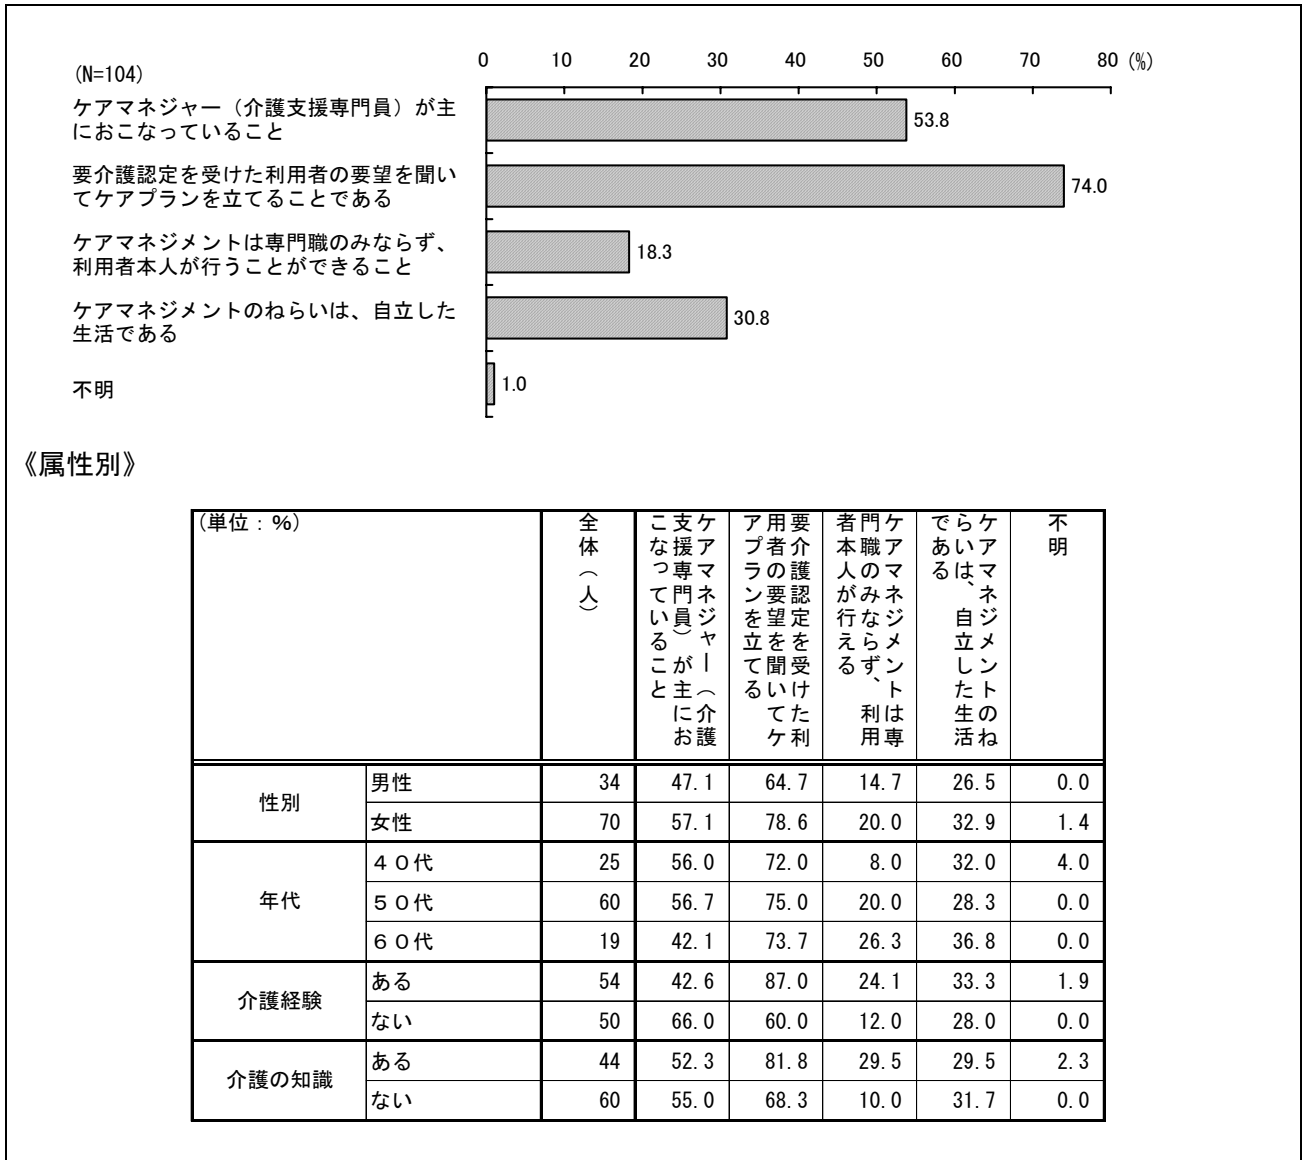 0 10 20 30 40 50 60 70 80 (%)
(N=104)
ケアマネジャー（介護支援専門員）が主
におこなっていること
53.8
要介護認定を受けた利用者の要望を聞い
てケアプランを立てることである
74.0
ケアマネジメントは専門職のみならず、
利用者本人が行うことができること
18.3
ケアマネジメントのねらいは、自立した
生活である
30.8
不明
1.0
《属性別》
(単位：%)
全体（人）
ケアマネジャー（介護
支援専門員）が主にお
こなっていること
要介護認定を受けた利
用者の要望を聞いてケ
アプランを立てる
ケアマネジメントは専
門職のみならず、利用
者本人が行える
ケアマネジメントのね
らいは、自立した生活
である
不明
性別
男性 34 47.1 64.7 14.7 26.5 0.0
女性 70 57.1 78.6 20.0 32.9 1.4
年代
４０代 25 56.0 72.0 8.0 32.0 4.0
５０代 60 56.7 75.0 20.0 28.3 0.0
６０代 19 42.1 73.7 26.3 36.8 0.0
介護経験
ある 54 42.6 87.0 24.1 33.3 1.9
ない 50 66.0 60.0 12.0 28.0 0.0
介護の知識
ある 44 52.3 81.8 29.5 29.5 2.3
ない 60 55.0 68.3 10.0 31.7 0.0